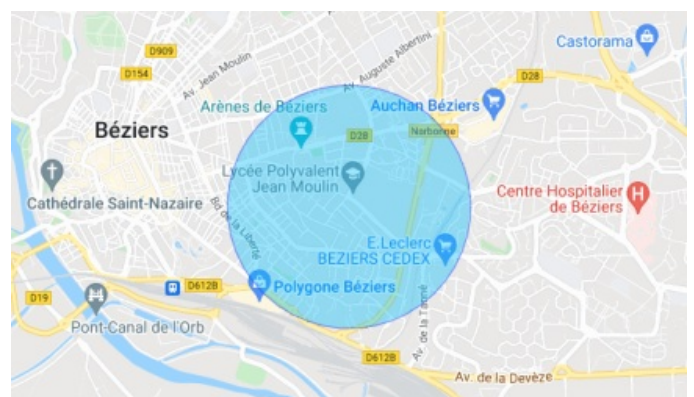 D909
Castorama
D154
Av. Jean Moulin
Av. Auguste Albertini
D28
Arènes de Béziers
Auchan Béziers
Béziers
D28
Narbonne
Lycée Polyvalent
Jean Moulin
Centre Hospitalier
de Béziers
Cathédrale Saint-Nazaire
Bd de la Liberté
E.Leclerc
BEZIERS CEDEX
D612B
Polygone Béziers
D19
Pont-Canal de l'Orb
Av. de la Tanné
D612B
Av. de la Devèze